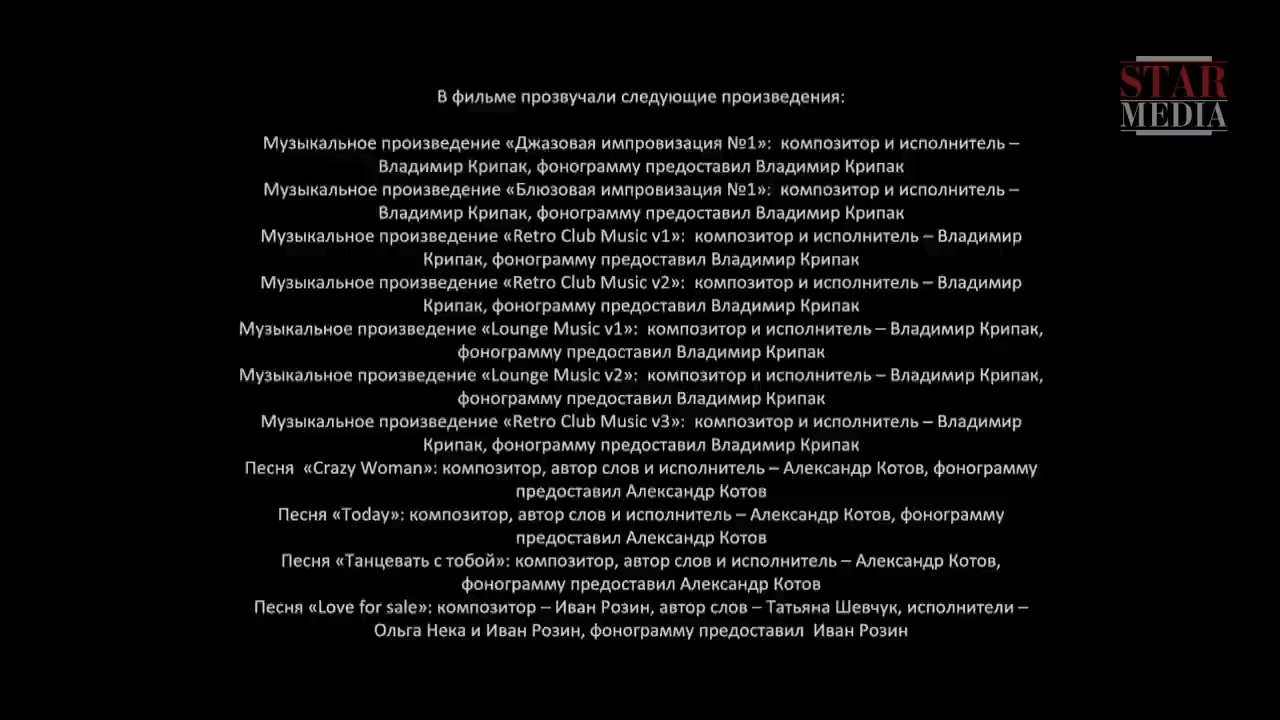 STAR
MEDIA
В фильме прозвучали следующие произведения:
Музыкальное произведение «Джазовая импровизация №1»: композитор и исполнитель –
Владимир Крипак, фонограмму предоставил Владимир Крипак
Музыкальное произведение «Блюзовая импровизация №1»: композитор и исполнитель –
Владимир Крипак, фонограмму предоставил Владимир Крипак
Музыкальное произведение «Retro Club Music v1»: композитор и исполнитель – Владимир
Крипак, фонограмму предоставил Владимир Крипак
Музыкальное произведение «Retro Club Music v2»: композитор и исполнитель – Владимир
Крипак, фонограмму предоставил Владимир Крипак
Музыкальное произведение «Lounge Music v1»: композитор и исполнитель – Владимир Крипак,
фонограмму предоставил Владимир Крипак
Музыкальное произведение «Lounge Music v2»: композитор и исполнитель – Владимир Крипак,
фонограмму предоставил Владимир Крипак
Музыкальное произведение «Retro Club Music v3»: композитор и исполнитель – Владимир
Крипак, фонограмму предоставил Владимир Крипак
Песня «Crazy Woman»: композитор, автор слов и исполнитель – Александр Котов, фонограмму
предоставил Александр Котов
Песня «Today»: композитор, автор слов и исполнитель – Александр Котов, фонограмму
предоставил Александр Котов
Песня «Танцевать с тобой»: композитор, автор слов и исполнитель – Александр Котов,
фонограмму предоставил Александр Котов
Песня «Love for sale»: композитор – Иван Розин, автор слов – Татьяна Шевчук, исполнители –
Ольга Нека и Иван Розин, фонограмму предоставил Иван Розин